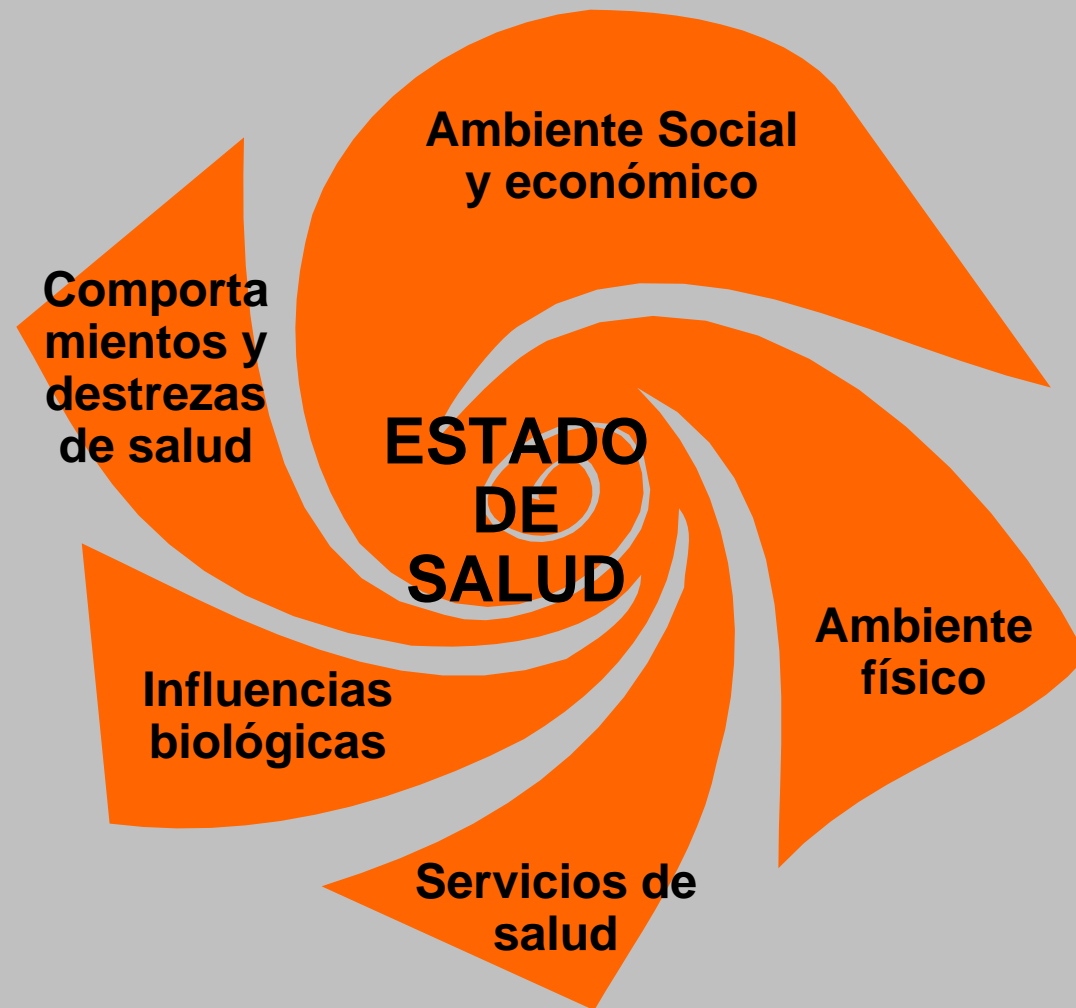 Ambiente Social
y económico
Comporta
mientos y
destrezas
de salud
ESTADO
DE
SALUD
Ambiente
físico
Influencias
biológicas
Servicios de
salud